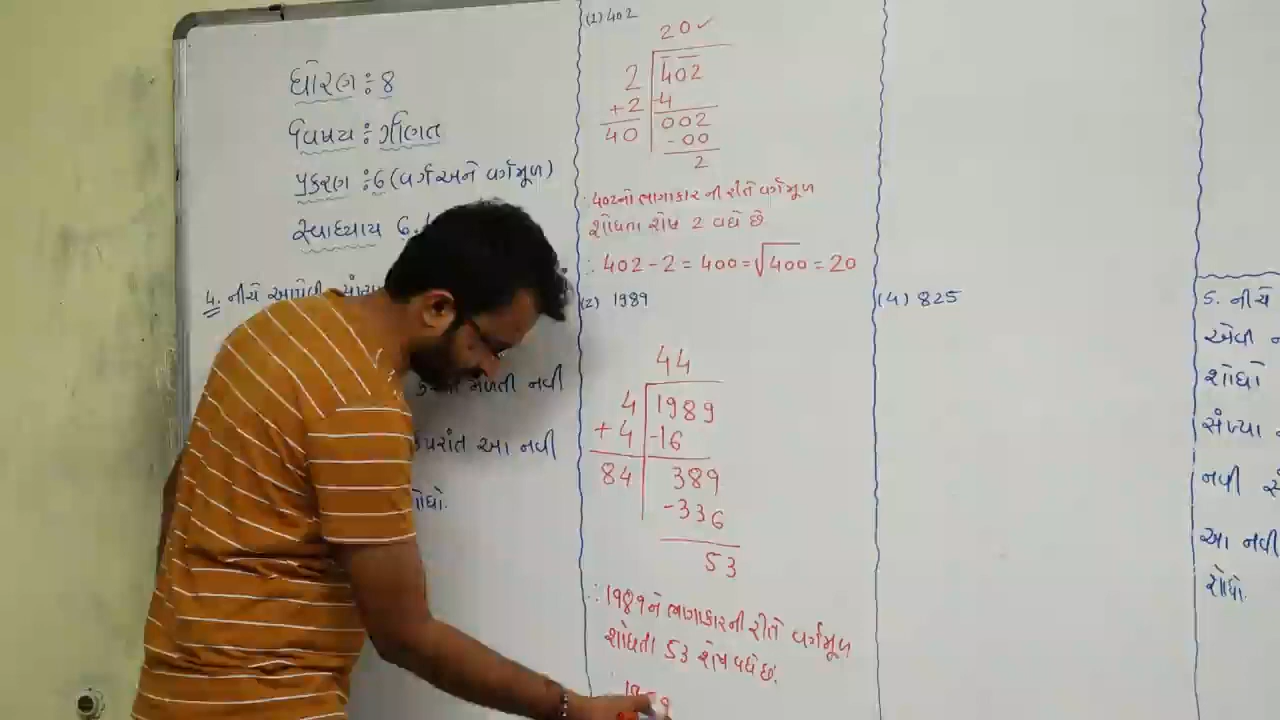 ધોરણ : 8
વિષય : ગણિત
પ્રકરણ : 6 (વર્ગ અને વર્ગમૂળ)
સ્વાધ્યાય 6.
4. નીચે આપેલી
મળતી નવી
ઉપરાંત આ નવી
શોધો.
(1) 402
20 ✓
2 402
+2 -4
40 002
-00
2
∴ 402નો ભાગાકાર ની રીતે વર્ગમૂળ
શોધતા શેષ 2 વધે છે
∴ 402 - 2 = 400 = √400 = 20
(2) 1989
44
4 1989
+ 4 -16
84 389
-336
53
∴ 1989ને ભાગાકારની રીતે વર્ગમૂળ
શોધતા 53 શેષ વધે છે.
(4) 825
5. નીચે
એવી
શોધો
સંખ્યા
નવી
આ નવી
શોધો.